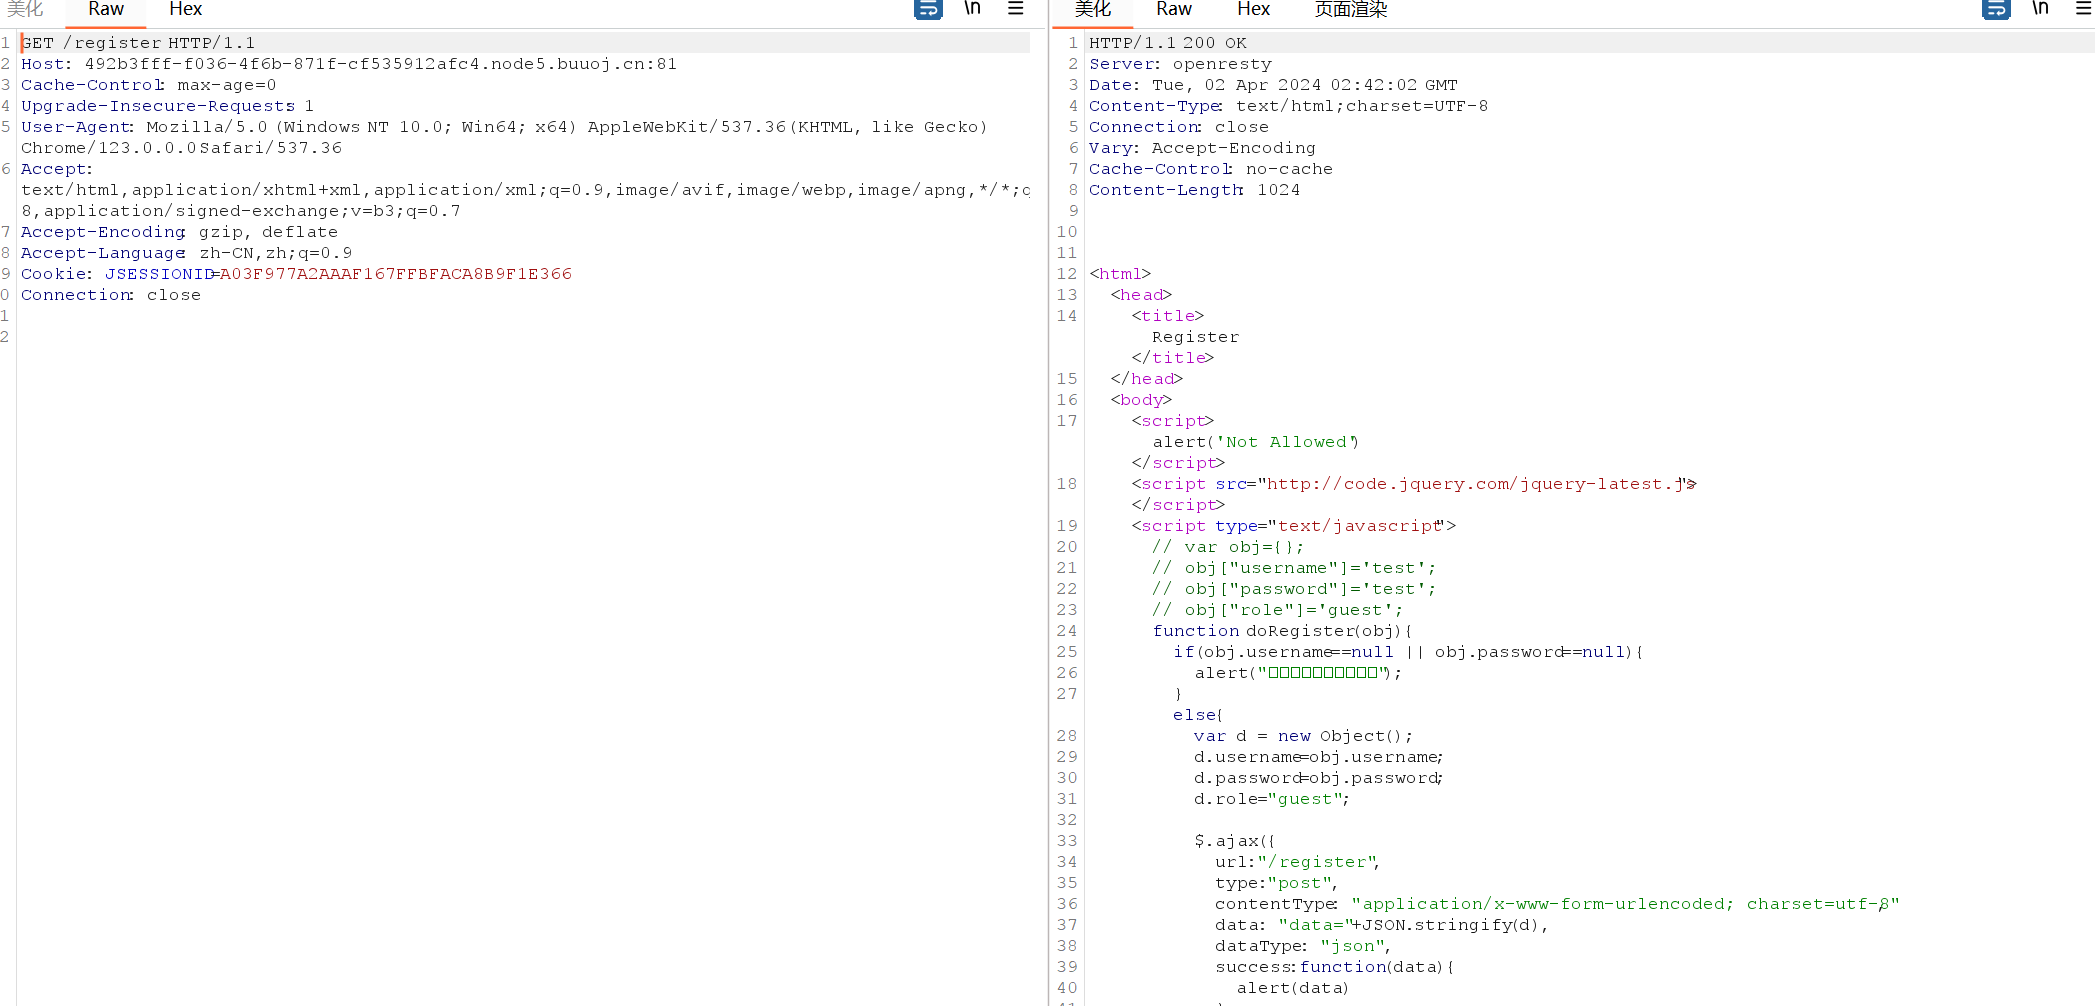 美化 Raw Hex \n
1 GET /register HTTP/1.1
2 Host: 492b3fff-f036-4f6b-871f-cf535912afc4.node5.buuoj.cn:81
3 Cache-Control: max-age=0
4 Upgrade-Insecure-Requests: 1
5 User-Agent: Mozilla/5.0 (Windows NT 10.0; Win64; x64) AppleWebKit/537.36 (KHTML, like Gecko)
Chrome/123.0.0.0 Safari/537.36
6 Accept:
text/html,application/xhtml+xml,application/xml;q=0.9,image/avif,image/webp,image/apng,*/*;q
8,application/signed-exchange;v=b3;q=0.7
7 Accept-Encoding: gzip, deflate
8 Accept-Language: zh-CN,zh;q=0.9
9 Cookie: JSESSIONID=A03F977A2AAAF167FFBFACA8B9F1E366
0 Connection: close
1
2
美化 Raw Hex 页面渲染 \n
1 HTTP/1.1 200 OK
2 Server: openresty
3 Date: Tue, 02 Apr 2024 02:42:02 GMT
4 Content-Type: text/html;charset=UTF-8
5 Connection: close
6 Vary: Accept-Encoding
7 Cache-Control: no-cache
8 Content-Length: 1024
9
10
11
12 <html>
13 <head>
14 <title>
Register
</title>
15 </head>
16 <body>
17 <script>
alert('Not Allowed')
</script>
18 <script src="http://code.jquery.com/jquery-latest.js">
</script>
19 <script type="text/javascript">
20 // var obj={};
21 // obj["username"]='test';
22 // obj["password"]='test';
23 // obj["role"]='guest';
24 function doRegister(obj){
25 if(obj.username==null || obj.password==null){
26 alert("□□□□□□□□□□");
27 }
else{
28 var d = new Object();
29 d.username=obj.username;
30 d.password=obj.password;
31 d.role="guest";
32
33 $.ajax({
34 url:"/register",
35 type:"post",
36 contentType: "application/x-www-form-urlencoded; charset=utf-8",
37 data: "data="+JSON.stringify(d),
38 dataType: "json",
39 success:function(data){
40 alert(data)